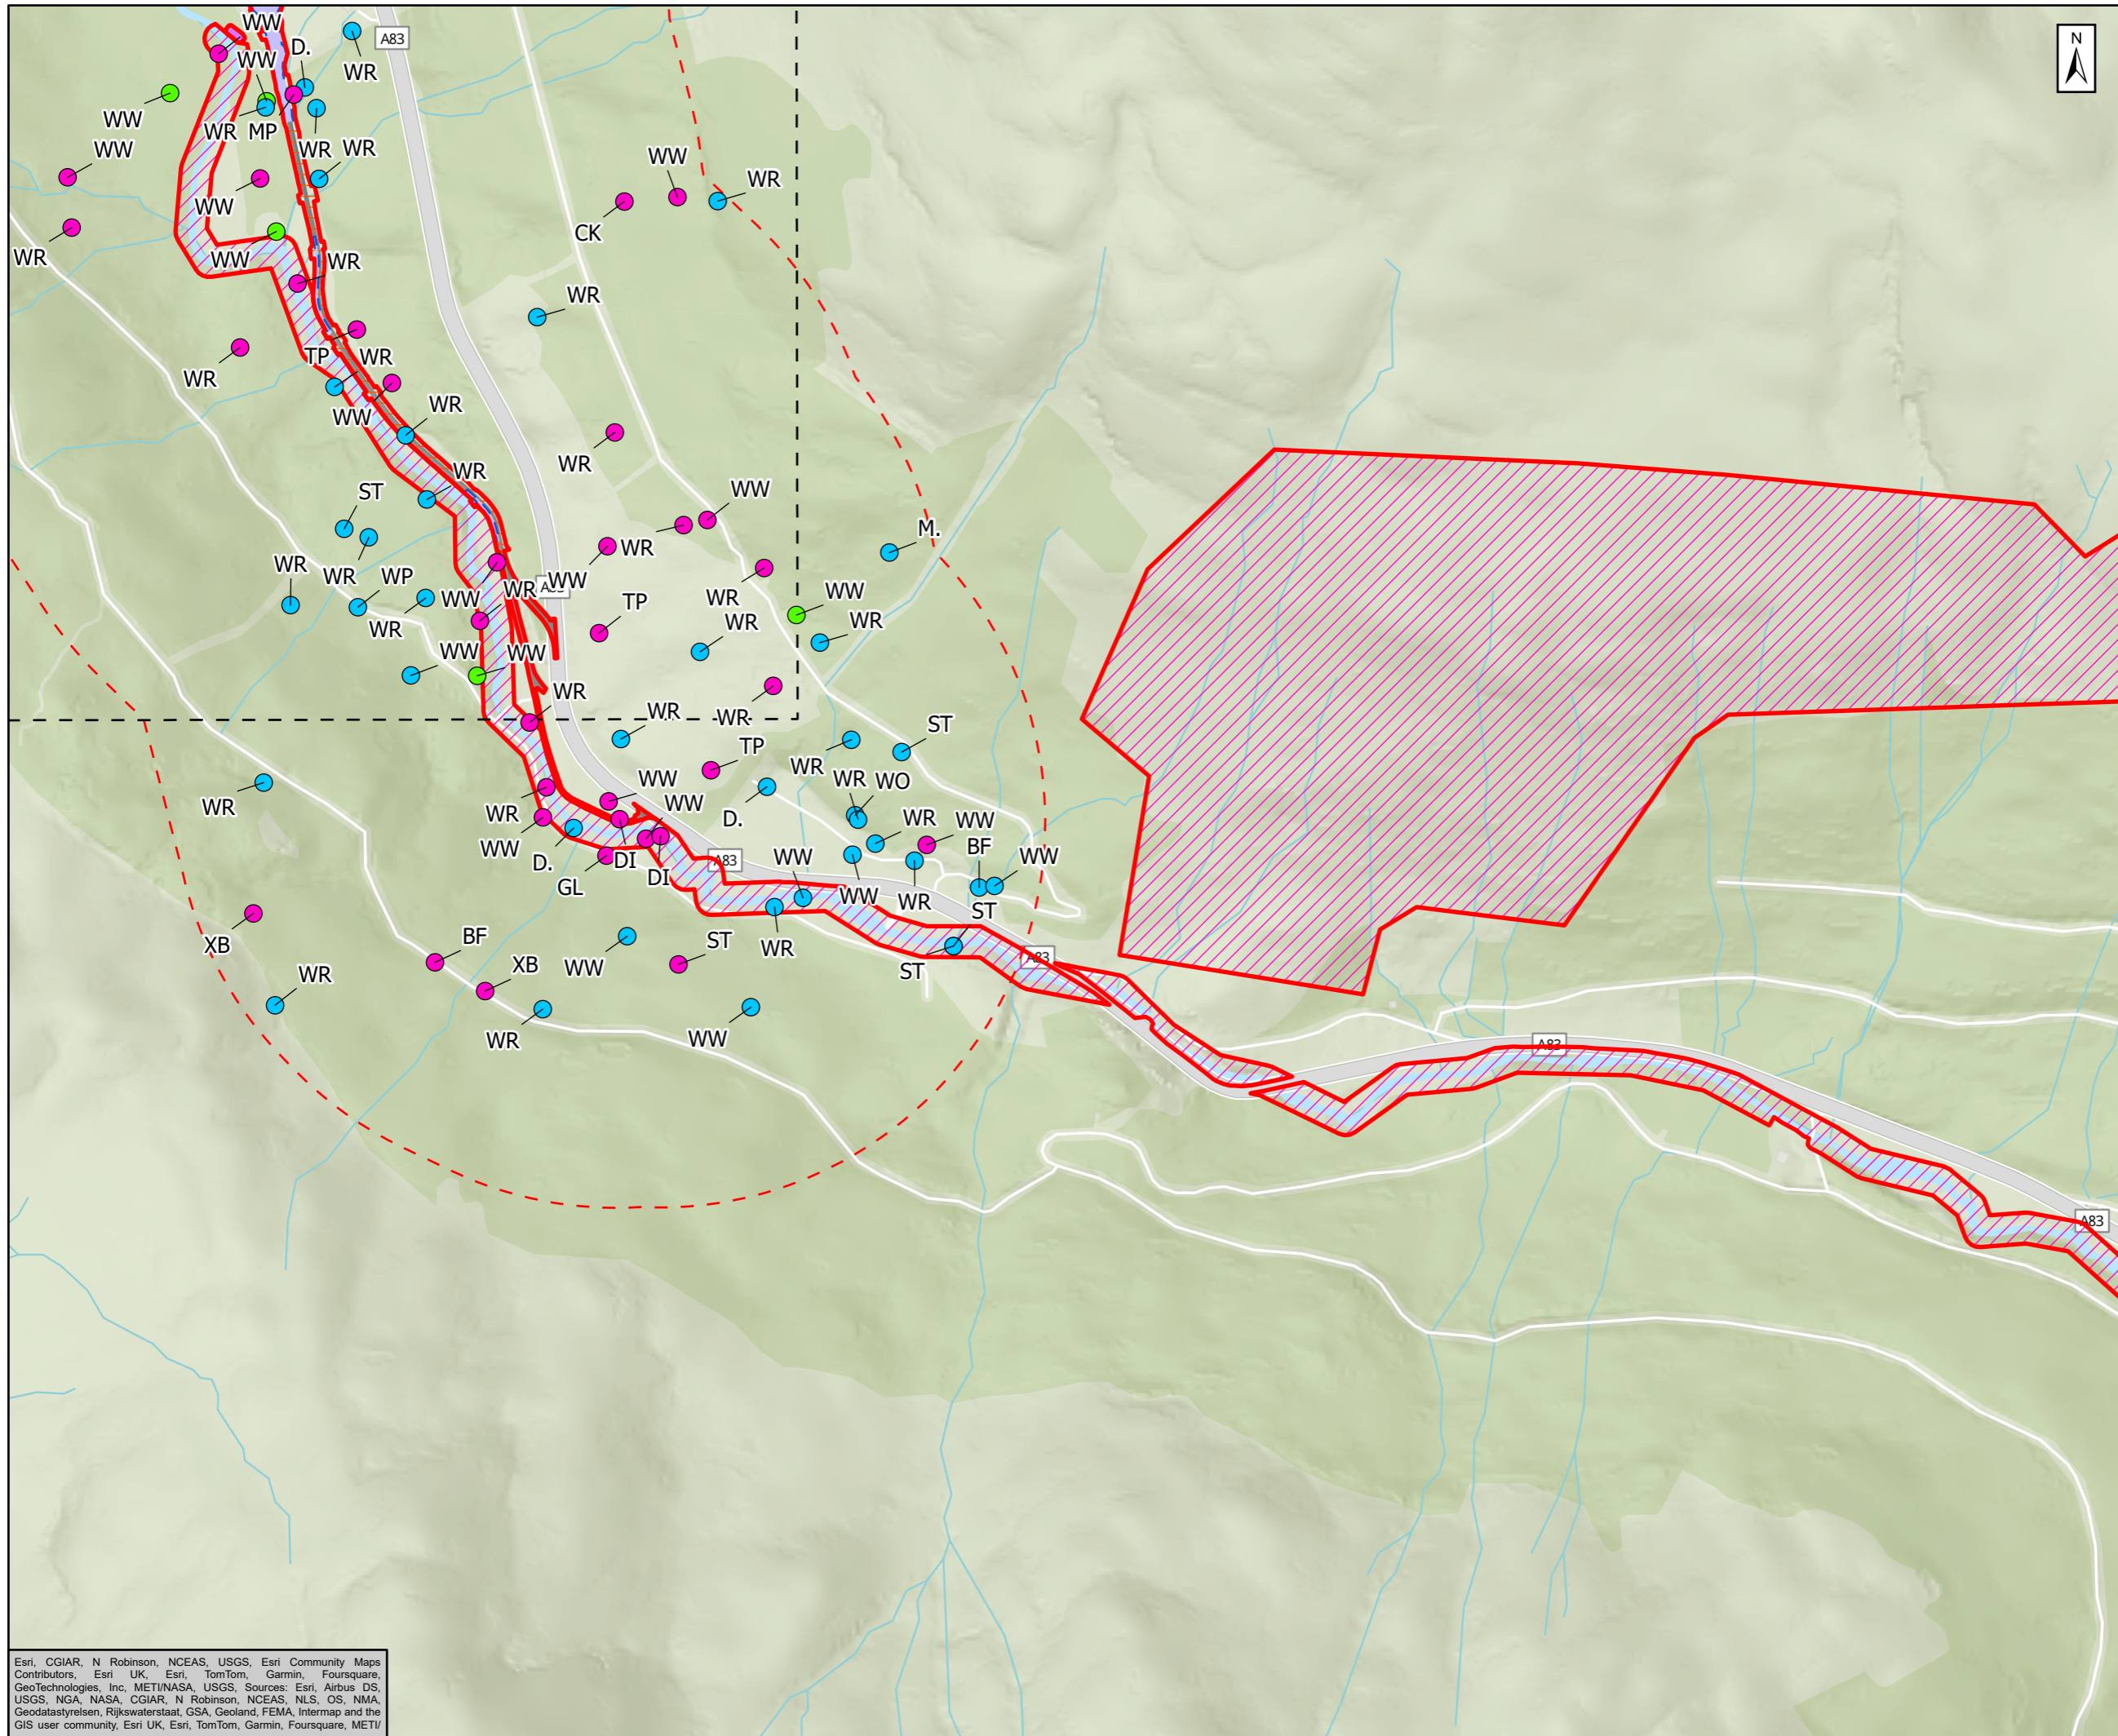 WW
D.
A83
N
WW
WR
WW
WR
MP
WR
WR
WW
WW
WR
WW
CK
WR
WW
WR
WR
WR
TP
WR
WR
WW
WR
WR
WR
WW
ST
M.
WR
WW
WR
WR
WP
A83
WW
WR
WW
WR
WW
TP
WR
WR
WR
WW
WW
WR
WR
WR
ST
TP
WR
WR
WO
WR
WW
WR
WW
D.
WR
WW
WW
D.
DI
BF
WW
A83
WW
GL
DI
WW
WR
ST
XB
BF
ST
WR
A83
WR
XB
WW
ST
WR
WW
A83
A83
Esri, CGIAR, N Robinson, NCEAS, USGS, Esri Community Maps
Contributors, Esri UK, Esri, TomTom, Garmin, Foursquare,
GeoTechnologies, Inc, METI/NASA, USGS, Sources: Esri, Airbus DS,
USGS, NGA, NASA, CGIAR, N Robinson, NCEAS, NLS, OS, NMA,
Geodatastyrelsen, Rijkswaterstaat, GSA, Geoland, FEMA, Intermap and the
GIS user community, Esri UK, Esri, TomTom, Garmin, Foursquare, METI/